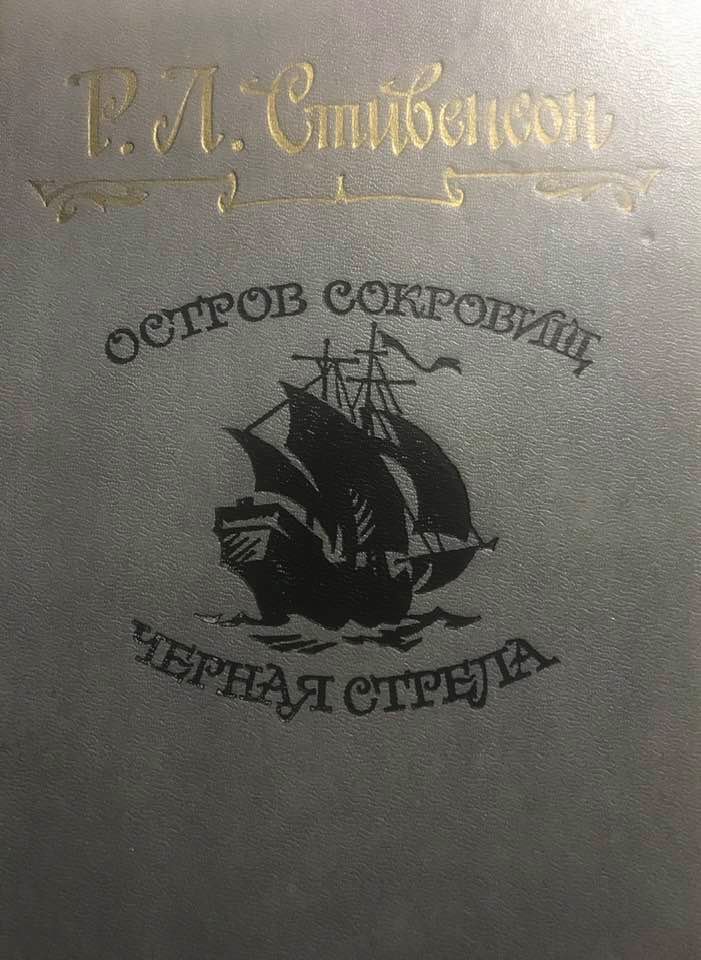 Р. Л. Стивенсон
ОСТРОВ СОКРОВИЩ
ЧЕРНАЯ СТРЕЛА